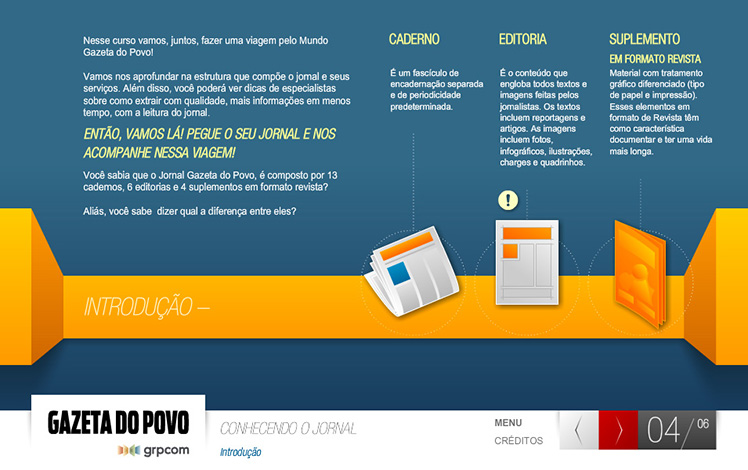 Nesse curso vamos, juntos, fazer uma viagem pelo Mundo
Gazeta do Povo!
Vamos nos aprofundar na estrutura que compõe o jornal e seus
serviços. Além disso, você poderá ver dicas de especialistas
sobre como extrair com qualidade, mais informações em menos
tempo, com a leitura do jornal.
ENTÃO, VAMOS LÁ! PEGUE O SEU JORNAL E NOS
ACOMPANHE NESSA VIAGEM!
Você sabia que o Jornal Gazeta do Povo, é composto por 13
cadernos, 6 editorias e 4 suplementos em formato revista?
Aliás, você sabe dizer qual a diferença entre eles?
CADERNO
É um fascículo de
encadernação separada
e de periodicidade
predeterminada.
EDITORIA
É o conteúdo que
engloba todos textos e
imagens feitas pelos
jornalistas. Os textos
incluem reportagens e
artigos. As imagens
incluem fotos,
infográficos, ilustrações,
charges e quadrinhos.
!
SUPLEMENTO
EM FORMATO REVISTA
Material com tratamento
gráfico diferenciado (tipo
de papel e impressão).
Esses elementos em
formato de Revista têm
como característica
documentar e ter uma vida
mais longa.
INTRODUÇÃO –
GAZETA DO POVO
grpcom
CONHECENDO O JORNAL
Introdução
MENU
CRÉDITOS
04/06